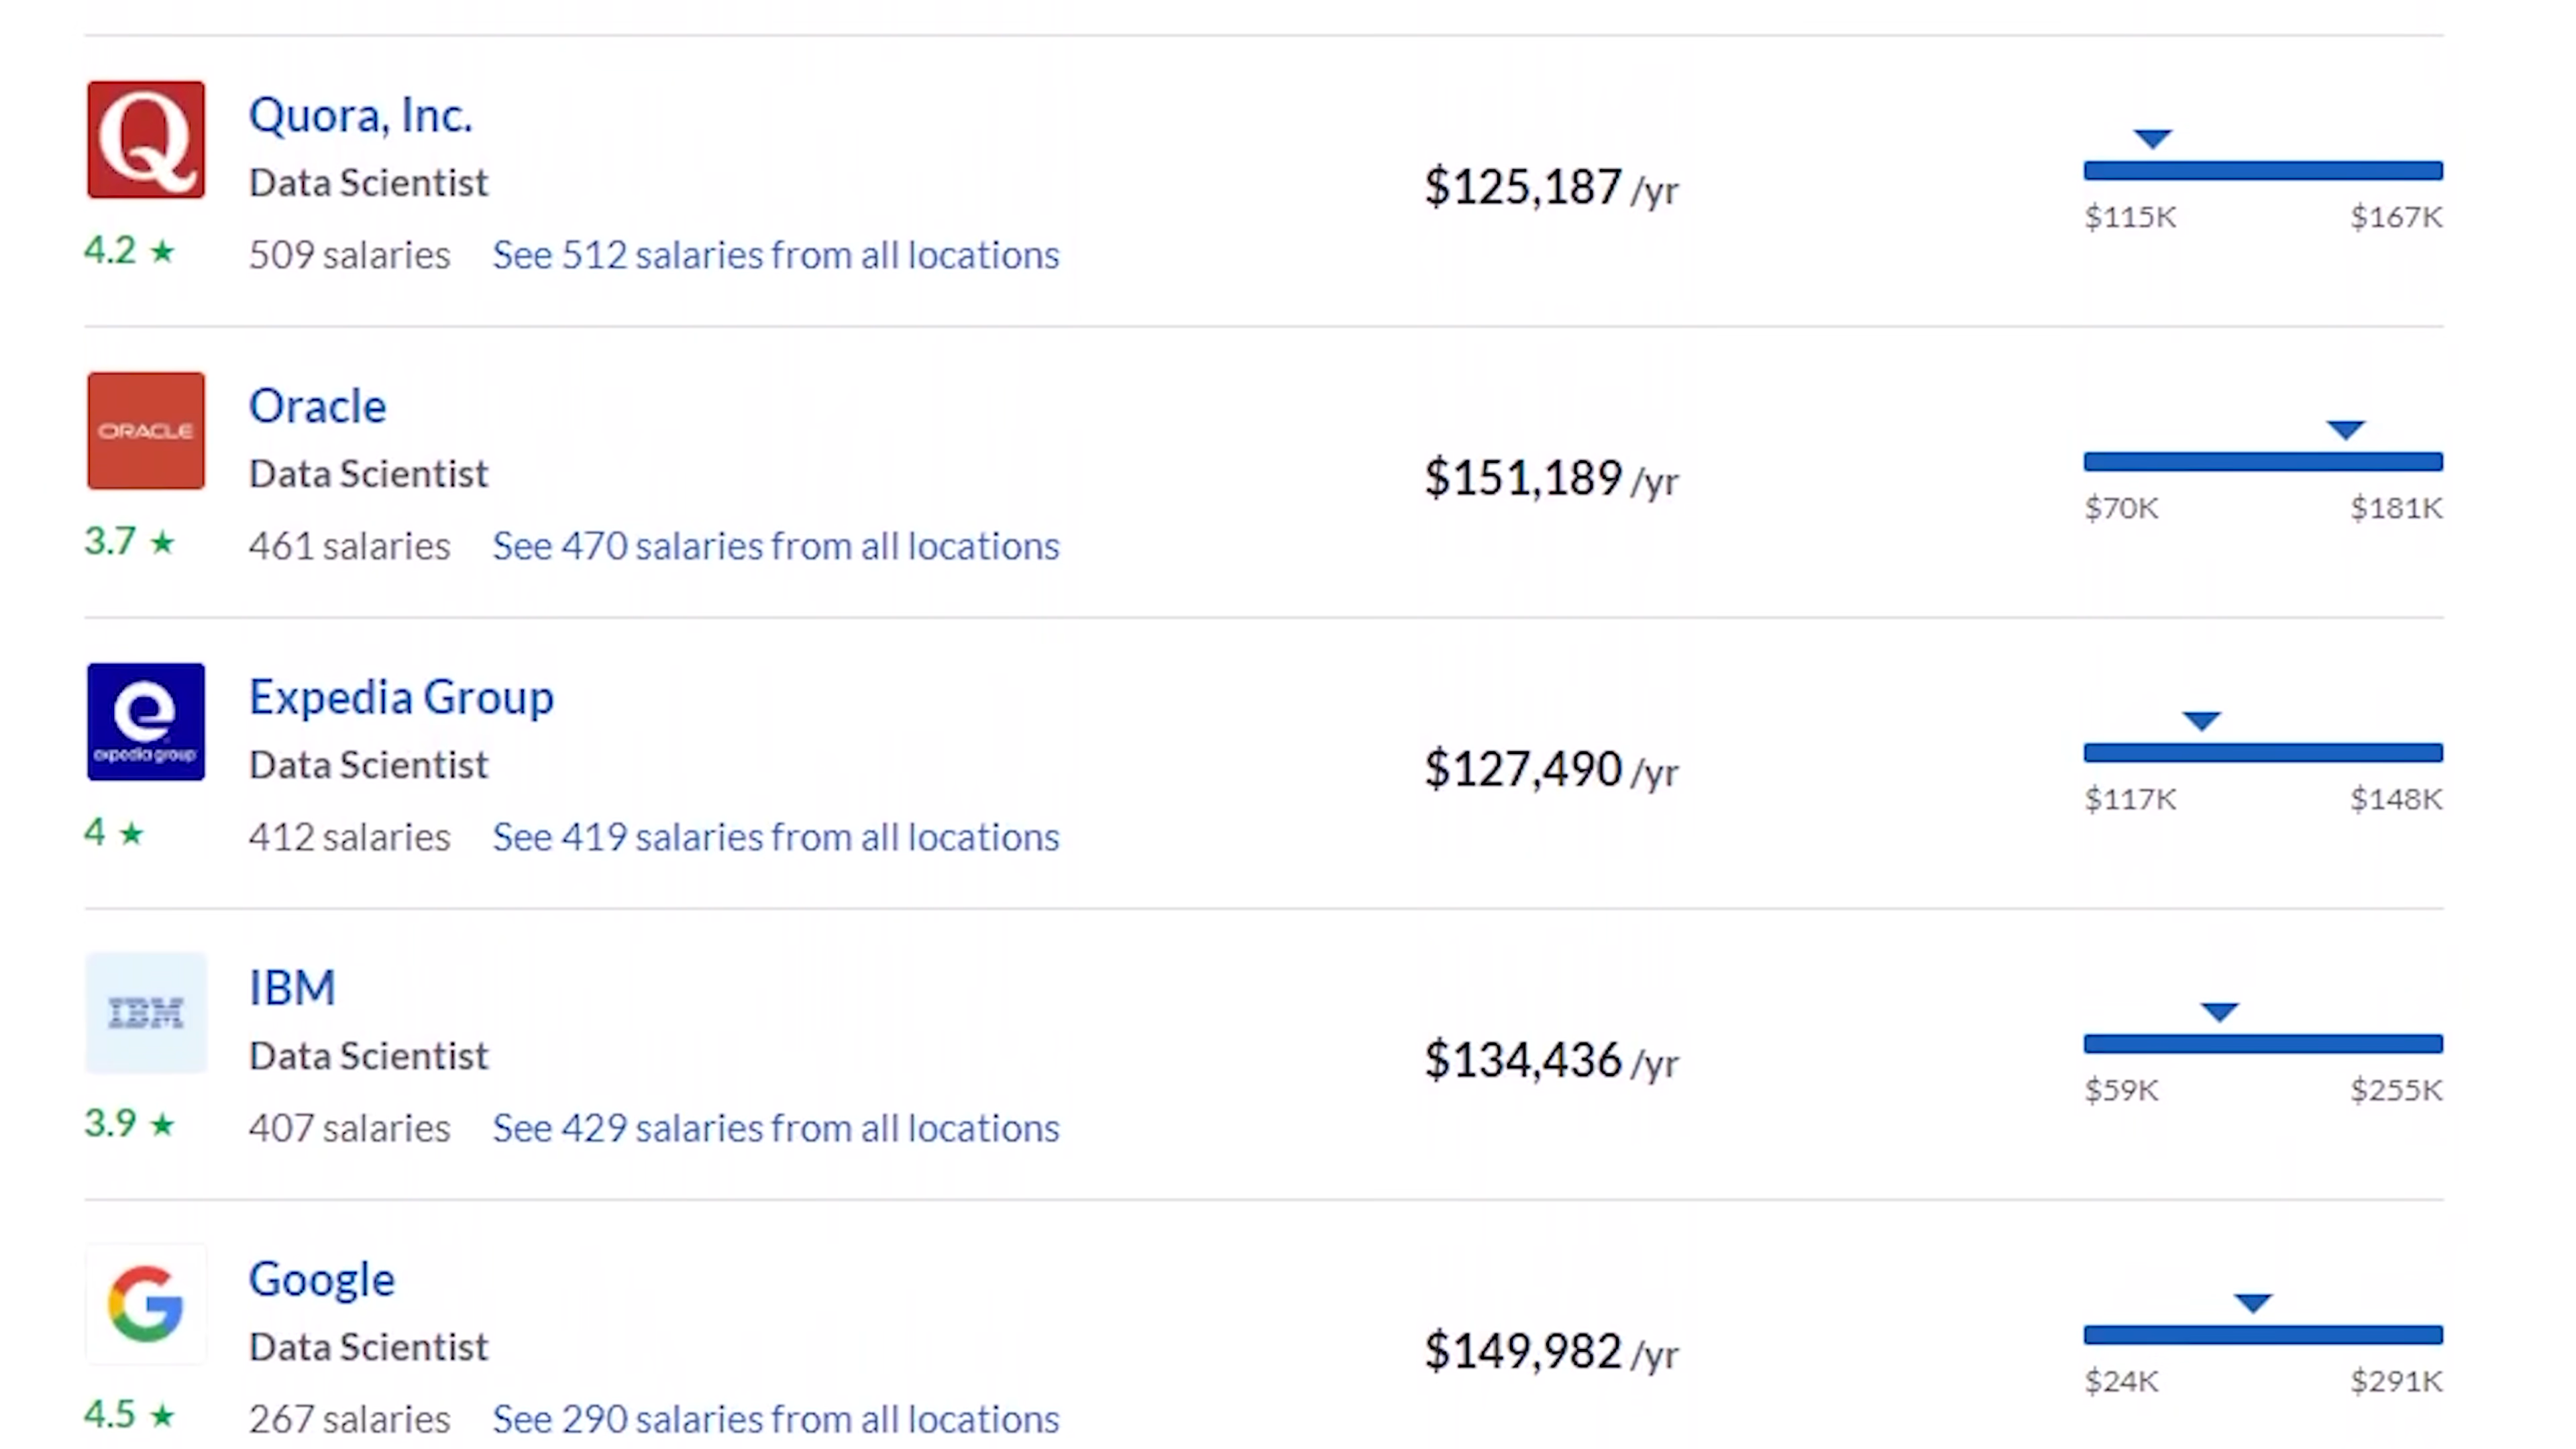 Quora, Inc.
Data Scientist
$125,187 /yr
$115K $167K
4.2 ★ 509 salaries See 512 salaries from all locations
ORACLE
Oracle
Data Scientist
$151,189 /yr
$70K $181K
3.7 ★ 461 salaries See 470 salaries from all locations
expedia group
Expedia Group
Data Scientist
$127,490 /yr
$117K $148K
4 ★ 412 salaries See 419 salaries from all locations
IBM
IBM
Data Scientist
$134,436 /yr
$59K $255K
3.9 ★ 407 salaries See 429 salaries from all locations
Google
Data Scientist
$149,982 /yr
$24K $291K
4.5 ★ 267 salaries See 290 salaries from all locations